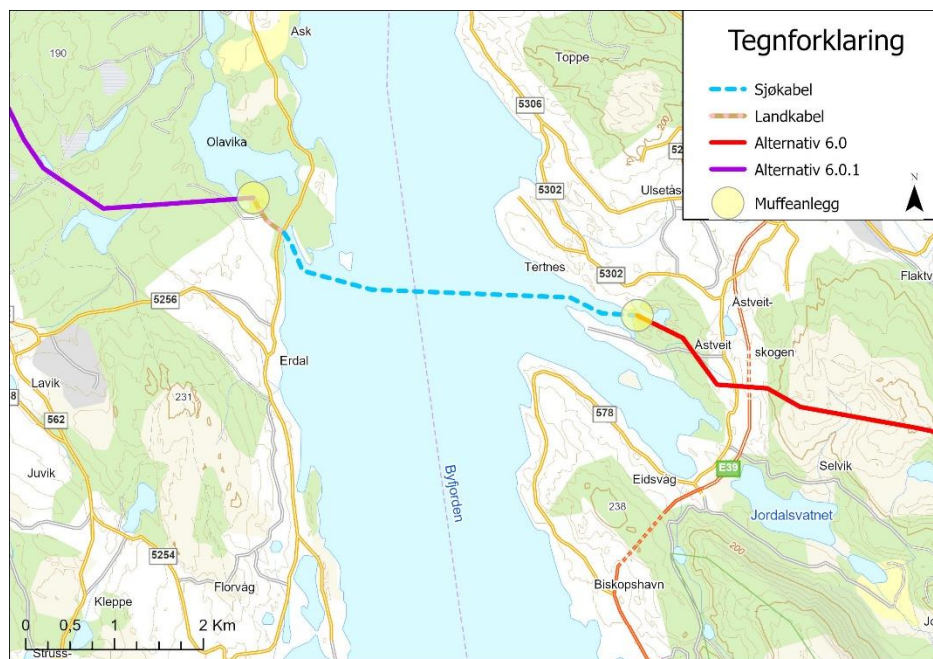 Tegnforklaring
Sjøkabel
Landkabel
Alternativ 6.0
Alternativ 6.0.1
Muffeanlegg
N
190
Ask
Toppe
5306
200
Olavika
5302
Ulsetås
Tertnes
5302
Flaktv
5256
Åstveit-
Åstveit
skogen
Erdal
Lavik
231
578
562
Juvik
E39
Selvik
Eidsvåg
Byfjorden
238
Jordalsvatnet
200
5254
Florvåg
Biskopshavn
Kleppe
0 0,5 1 2 Km
Struss-